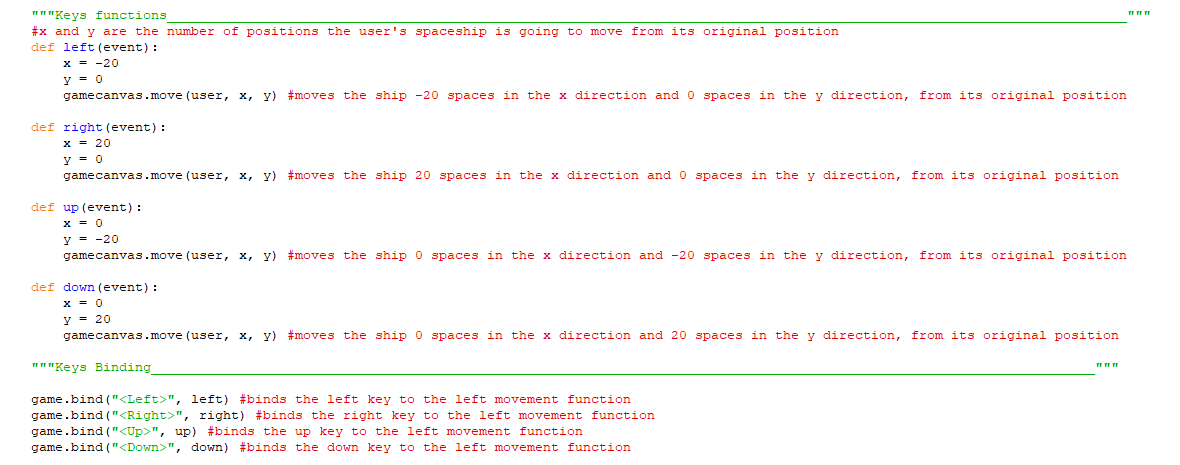 """Keys functions________________________________________________________________________________________________________________________"""
#x and y are the number of positions the user's spaceship is going to move from its original position
def left(event):
    x = -20
    y = 0
    gamecanvas.move(user, x, y) #moves the ship -20 spaces in the x direction and 0 spaces in the y direction, from its original position
def right(event):
    x = 20
    y = 0
    gamecanvas.move(user, x, y) #moves the ship 20 spaces in the x direction and 0 spaces in the y direction, from its original position
def up(event):
    x = 0
    y = -20
    gamecanvas.move(user, x, y) #moves the ship 0 spaces in the x direction and -20 spaces in the y direction, from its original position
def down(event):
    x = 0
    y = 20
    gamecanvas.move(user, x, y) #moves the ship 0 spaces in the x direction and 20 spaces in the y direction, from its original position
"""Keys Binding______________________________________________________________________________________________________________________"""
game.bind("<Left>", left) #binds the left key to the left movement function
game.bind("<Right>", right) #binds the right key to the left movement function
game.bind("<Up>", up) #binds the up key to the left movement function
game.bind("<Down>", down) #binds the down key to the left movement function